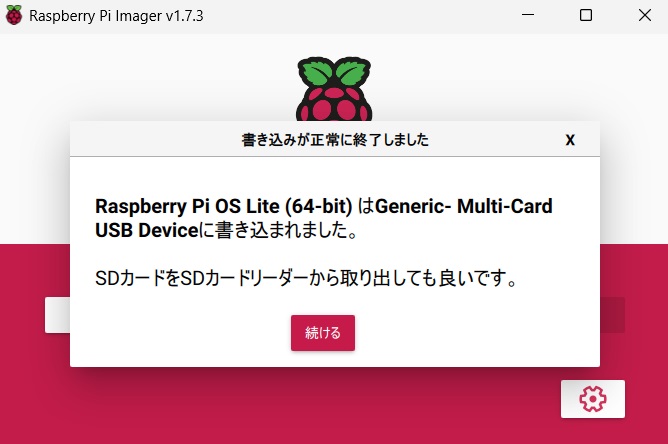 Raspberry Pi Imager v1.7.3
書き込みが正常に終了しました
X
Raspberry Pi OS Lite (64-bit) はGeneric- Multi-Card
USB Deviceに書き込まれました。
SDカードをSDカードリーダーから取り出しても良いです。
続ける